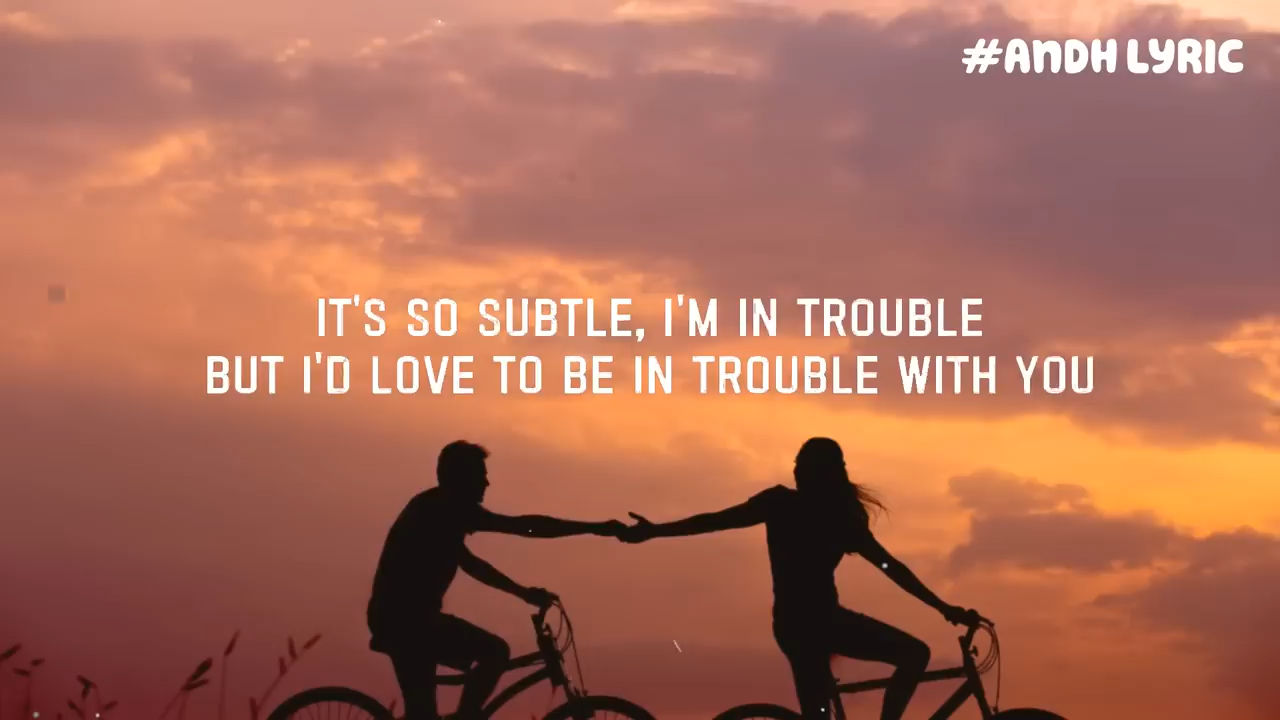 #ANDH LYRIC
IT'S SO SUBTLE, I'M IN TROUBLE
BUT I'D LOVE TO BE IN TROUBLE WITH YOU